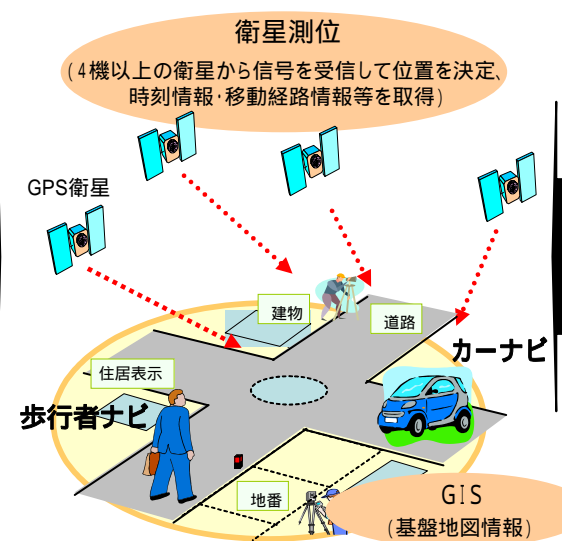 衛星測位
(4機以上の衛星から信号を受信して位置を決定、
時刻情報・移動経路情報等を取得)
GPS衛星
建物
道路
カーナビ
住居表示
歩行者ナビ
地番
GIS
(基盤地図情報)